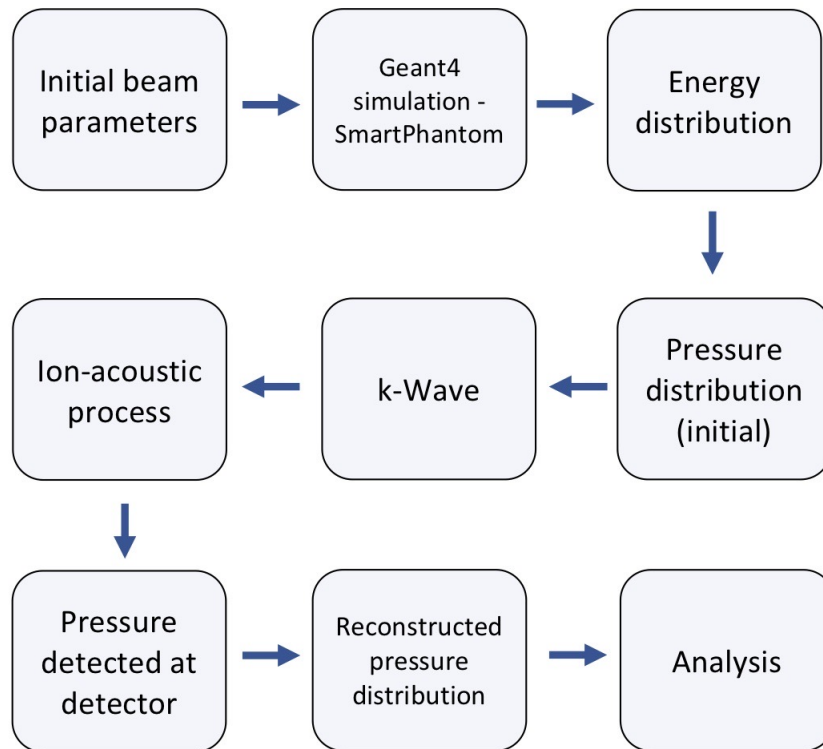 Initial beam
parameters
Geant4
simulation -
SmartPhantom
Energy
distribution
Pressure
distribution
(initial)
k-Wave
Ion-acoustic
process
Pressure
detected at
detector
Reconstructed
pressure
distribution
Analysis